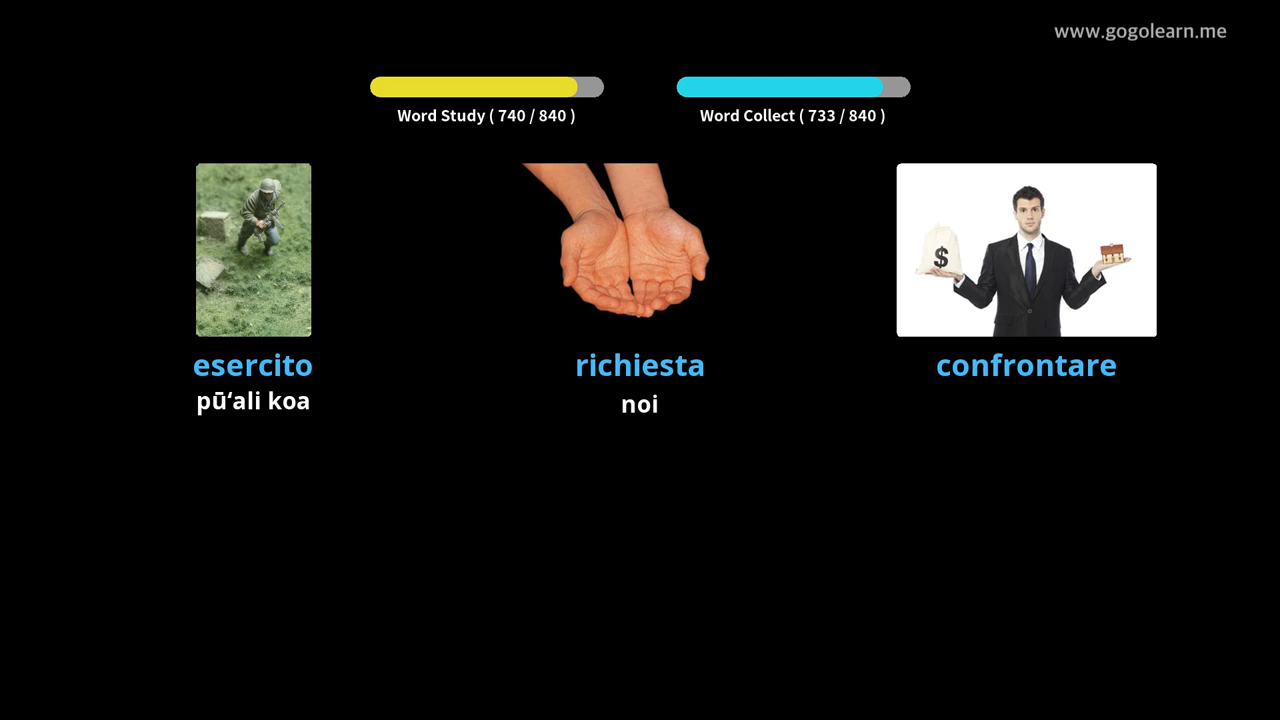 www.gogolearn.me
Word Study ( 740 / 840 )
Word Collect ( 733 / 840 )
$
esercito
richiesta
confrontare
pūʻali koa
noi